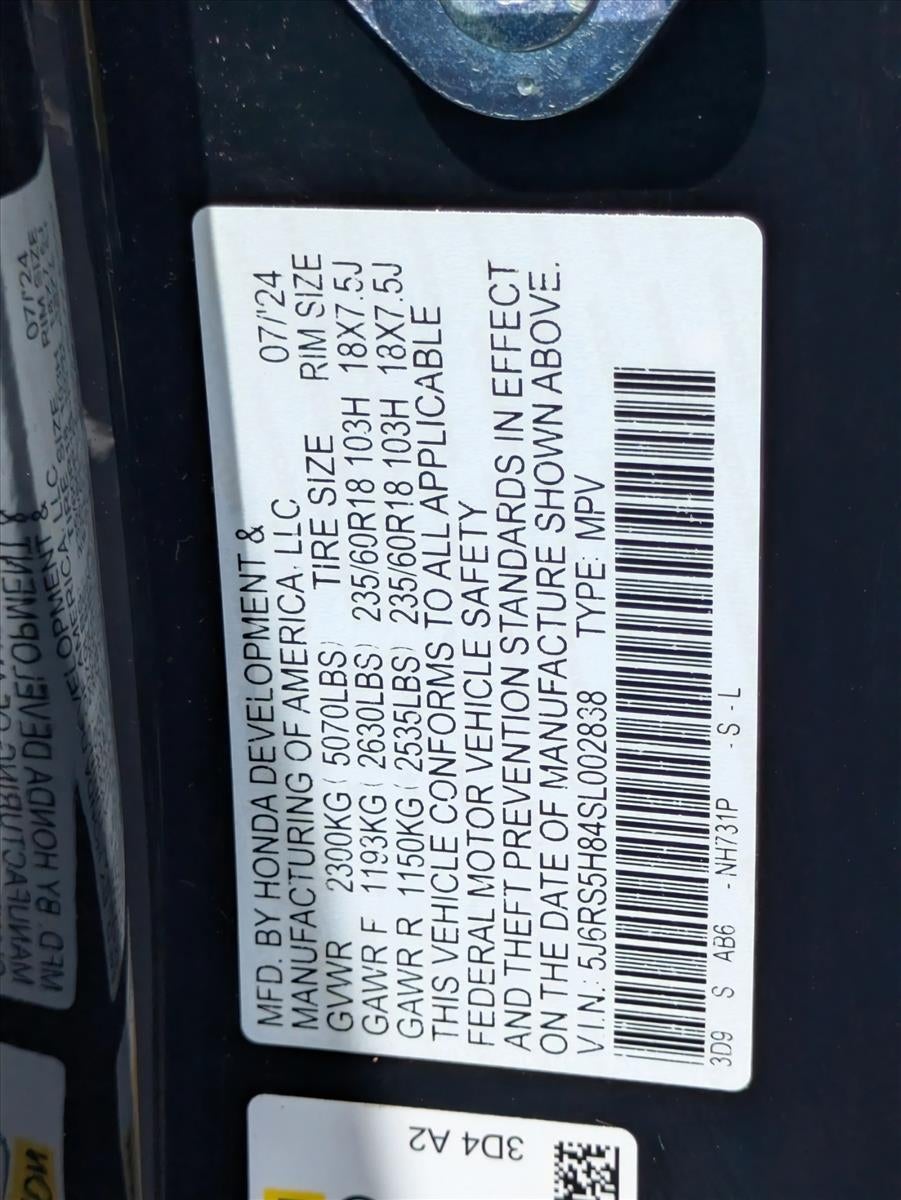 MFD. BY HONDA DEVELOPMENT & 07/'24
MANUFACTURING OF AMERICA, LLC RIM SIZE
GVWR 2300KG ( 5070LBS) TIRE SIZE
GAWR F 1193KG ( 2630LBS) 235/60R18 103H 18X7.5J
GAWR R 1150KG ( 2535LBS) 235/60R18 103H 18X7.5J
THIS VEHICLE CONFORMS TO ALL APPLICABLE
FEDERAL MOTOR VEHICLE SAFETY
AND THEFT PREVENTION STANDARDS IN EFFECT
ON THE DATE OF MANUFACTURE SHOWN ABOVE.
V.I.N.: 5J6RS5H84SL002838 TYPE: MPV
3D9 S AB6 -NH731P -S-L
3D4 A2